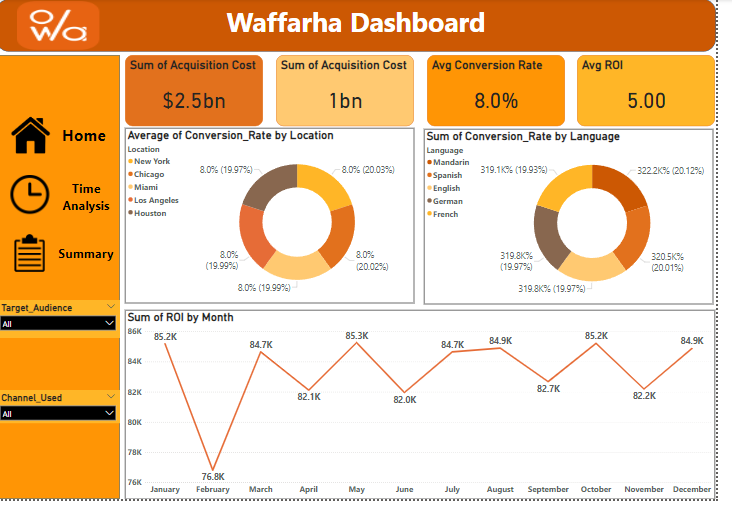 o/o
w/a
Waffarha Dashboard
Home
Time
Analysis
Summary
Target_Audience
All
Channel_Used
All
Sum of Acquisition Cost
$2.5bn
Sum of Acquisition Cost
1bn
Avg Conversion Rate
8.0%
Avg ROI
5.00
Average of Conversion_Rate by Location
Location
New York
Chicago
Miami
Los Angeles
Houston
8.0% (19.97%)
8.0% (20.03%)
8.0%
(19.99%)
8.0%
(20.02%)
8.0% (19.99%)
Sum of Conversion_Rate by Language
Language
Mandarin
Spanish
English
German
French
319.1K% (19.93%)
322.2K% (20.12%)
319.8K%
(19.97%)
320.5K%
(20.01%)
319.8K% (19.97%)
Sum of ROI by Month
86K
84K
82K
80K
78K
76K
85.2K
76.8K
84.7K
82.1K
85.3K
82.0K
84.7K
84.9K
82.7K
85.2K
82.2K
84.9K
January February March April May June July August September October November December